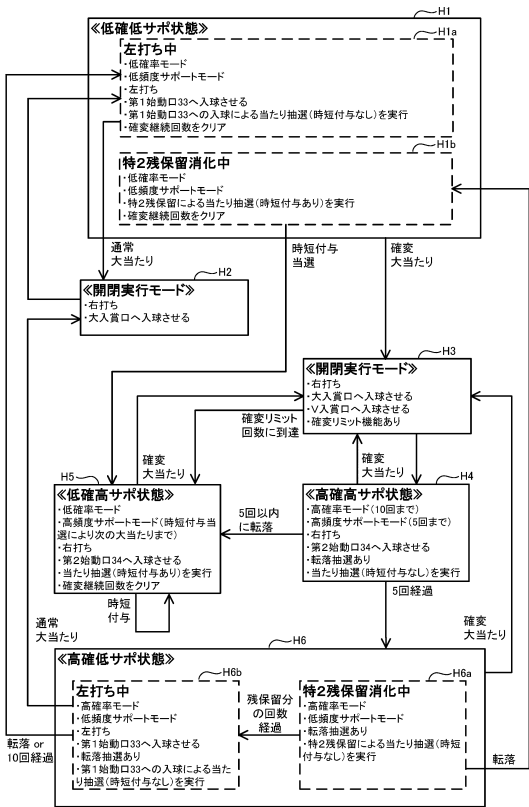 H1
≪低確低サポ状態≫
H1a
左打ち中
・低確率モード
・低頻度サポートモード
・左打ち
・第1始動口33へ入球させる
・第1始動口33への入球による当たり抽選(時短付与なし)を実行
・確変継続回数をクリア
H1b
特2残保留消化中
・低確率モード
・低頻度サポートモード
・特2残保留による当たり抽選(時短付与あり)を実行
・確変継続回数をクリア
通常
大当たり
時短付与
当選
確変
大当たり
H2
≪開閉実行モード≫
・右打ち
・大入賞口へ入球させる
H3
≪開閉実行モード≫
・右打ち
・大入賞口へ入球させる
・V入賞口へ入球させる
・確変リミット機能あり
確変リミット
回数に到達
確変
大当たり
確変
大当たり
H5
≪低確高サポ状態≫
・低確率モード
・高頻度サポートモード(時短付与当
選により次の大当たりまで)
・右打ち
・第2始動口34へ入球させる
・当たり抽選(時短付与あり)を実行
・確変継続回数をクリア
5回以内
に転落
H4
≪高確高サポ状態≫
・高確率モード(10回まで)
・高頻度サポートモード(5回まで)
・右打ち
・第2始動口34へ入球させる
・転落抽選あり
・当たり抽選(時短付与なし)を実行
時短
付与
5回経過
通常
大当たり
確変
大当たり
H6
≪高確低サポ状態≫
H6b
左打ち中
・高確率モード
・低頻度サポートモード
・左打ち
・第1始動口33へ入球させる
・転落抽選あり
・第1始動口33への入球による当た
り抽選(時短付与なし)を実行
残保留分
の回数
経過
H6a
特2残保留消化中
・高確率モード
・低頻度サポートモード
・転落抽選あり
・特2残保留による当たり抽選(時短
付与なし)を実行
転落 or
10回経過
転落